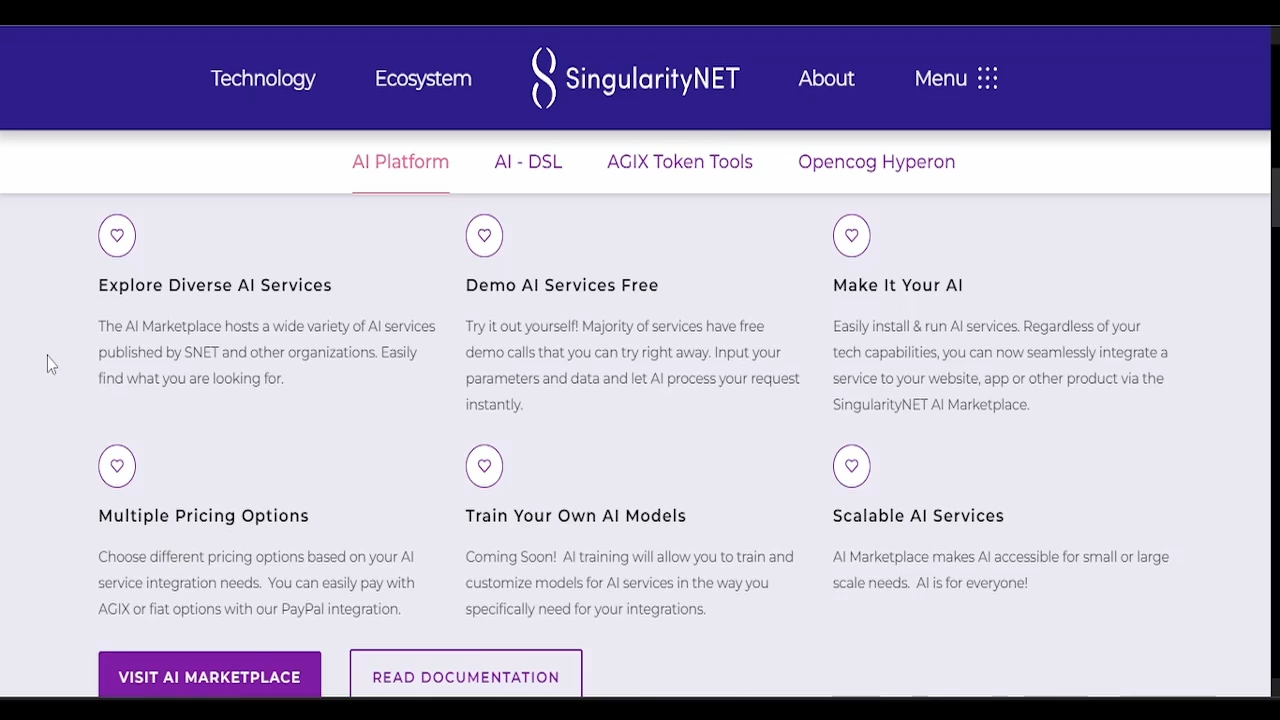 Technology
Ecosystem
SingularityNET
About
Menu
AI Platform
AI - DSL
AGIX Token Tools
Opencog Hyperon
Explore Diverse AI Services
The AI Marketplace hosts a wide variety of AI services
published by SNET and other organizations. Easily
find what you are looking for.
Demo AI Services Free
Try it out yourself! Majority of services have free
demo calls that you can try right away. Input your
parameters and data and let AI process your request
instantly.
Make It Your AI
Easily install & run AI services. Regardless of your
tech capabilities, you can now seamlessly integrate a
service to your website, app or other product via the
SingularityNET AI Marketplace.
Multiple Pricing Options
Choose different pricing options based on your AI
service integration needs.  You can easily pay with
AGIX or fiat options with our PayPal integration.
Train Your Own AI Models
Coming Soon!  AI training will allow you to train and
customize models for AI services in the way you
specifically need for your integrations.
Scalable AI Services
AI Marketplace makes AI accessible for small or large
scale needs.  AI is for everyone!
VISIT AI MARKETPLACE
READ DOCUMENTATION